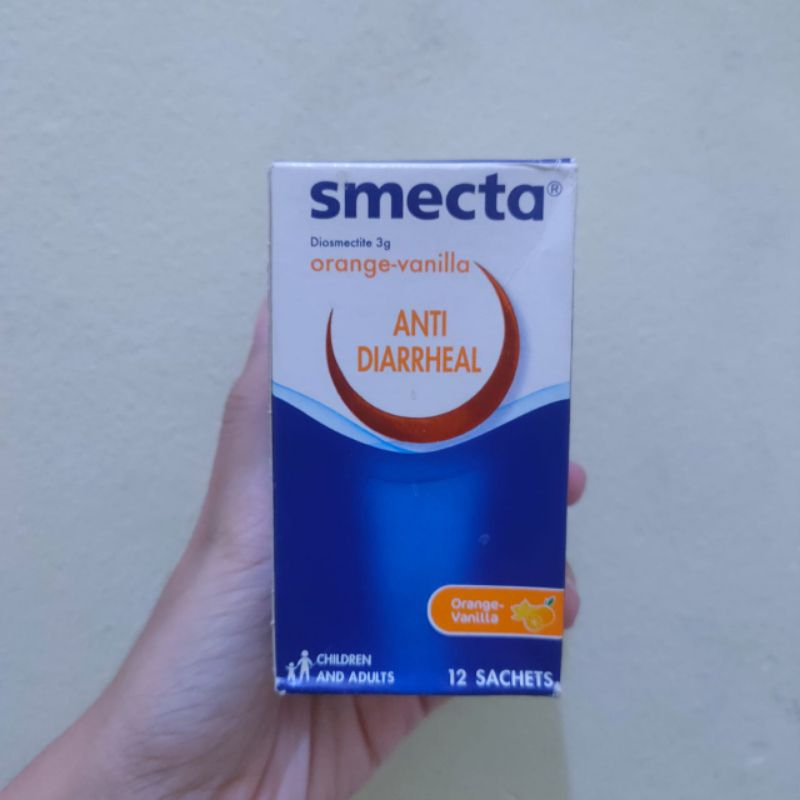 smecta®
Diosmectite 3g
orange-vanilla
ANTI
DIARRHEAL
Orange-
Vanilla
CHILDREN
AND ADULTS
12 SACHETS